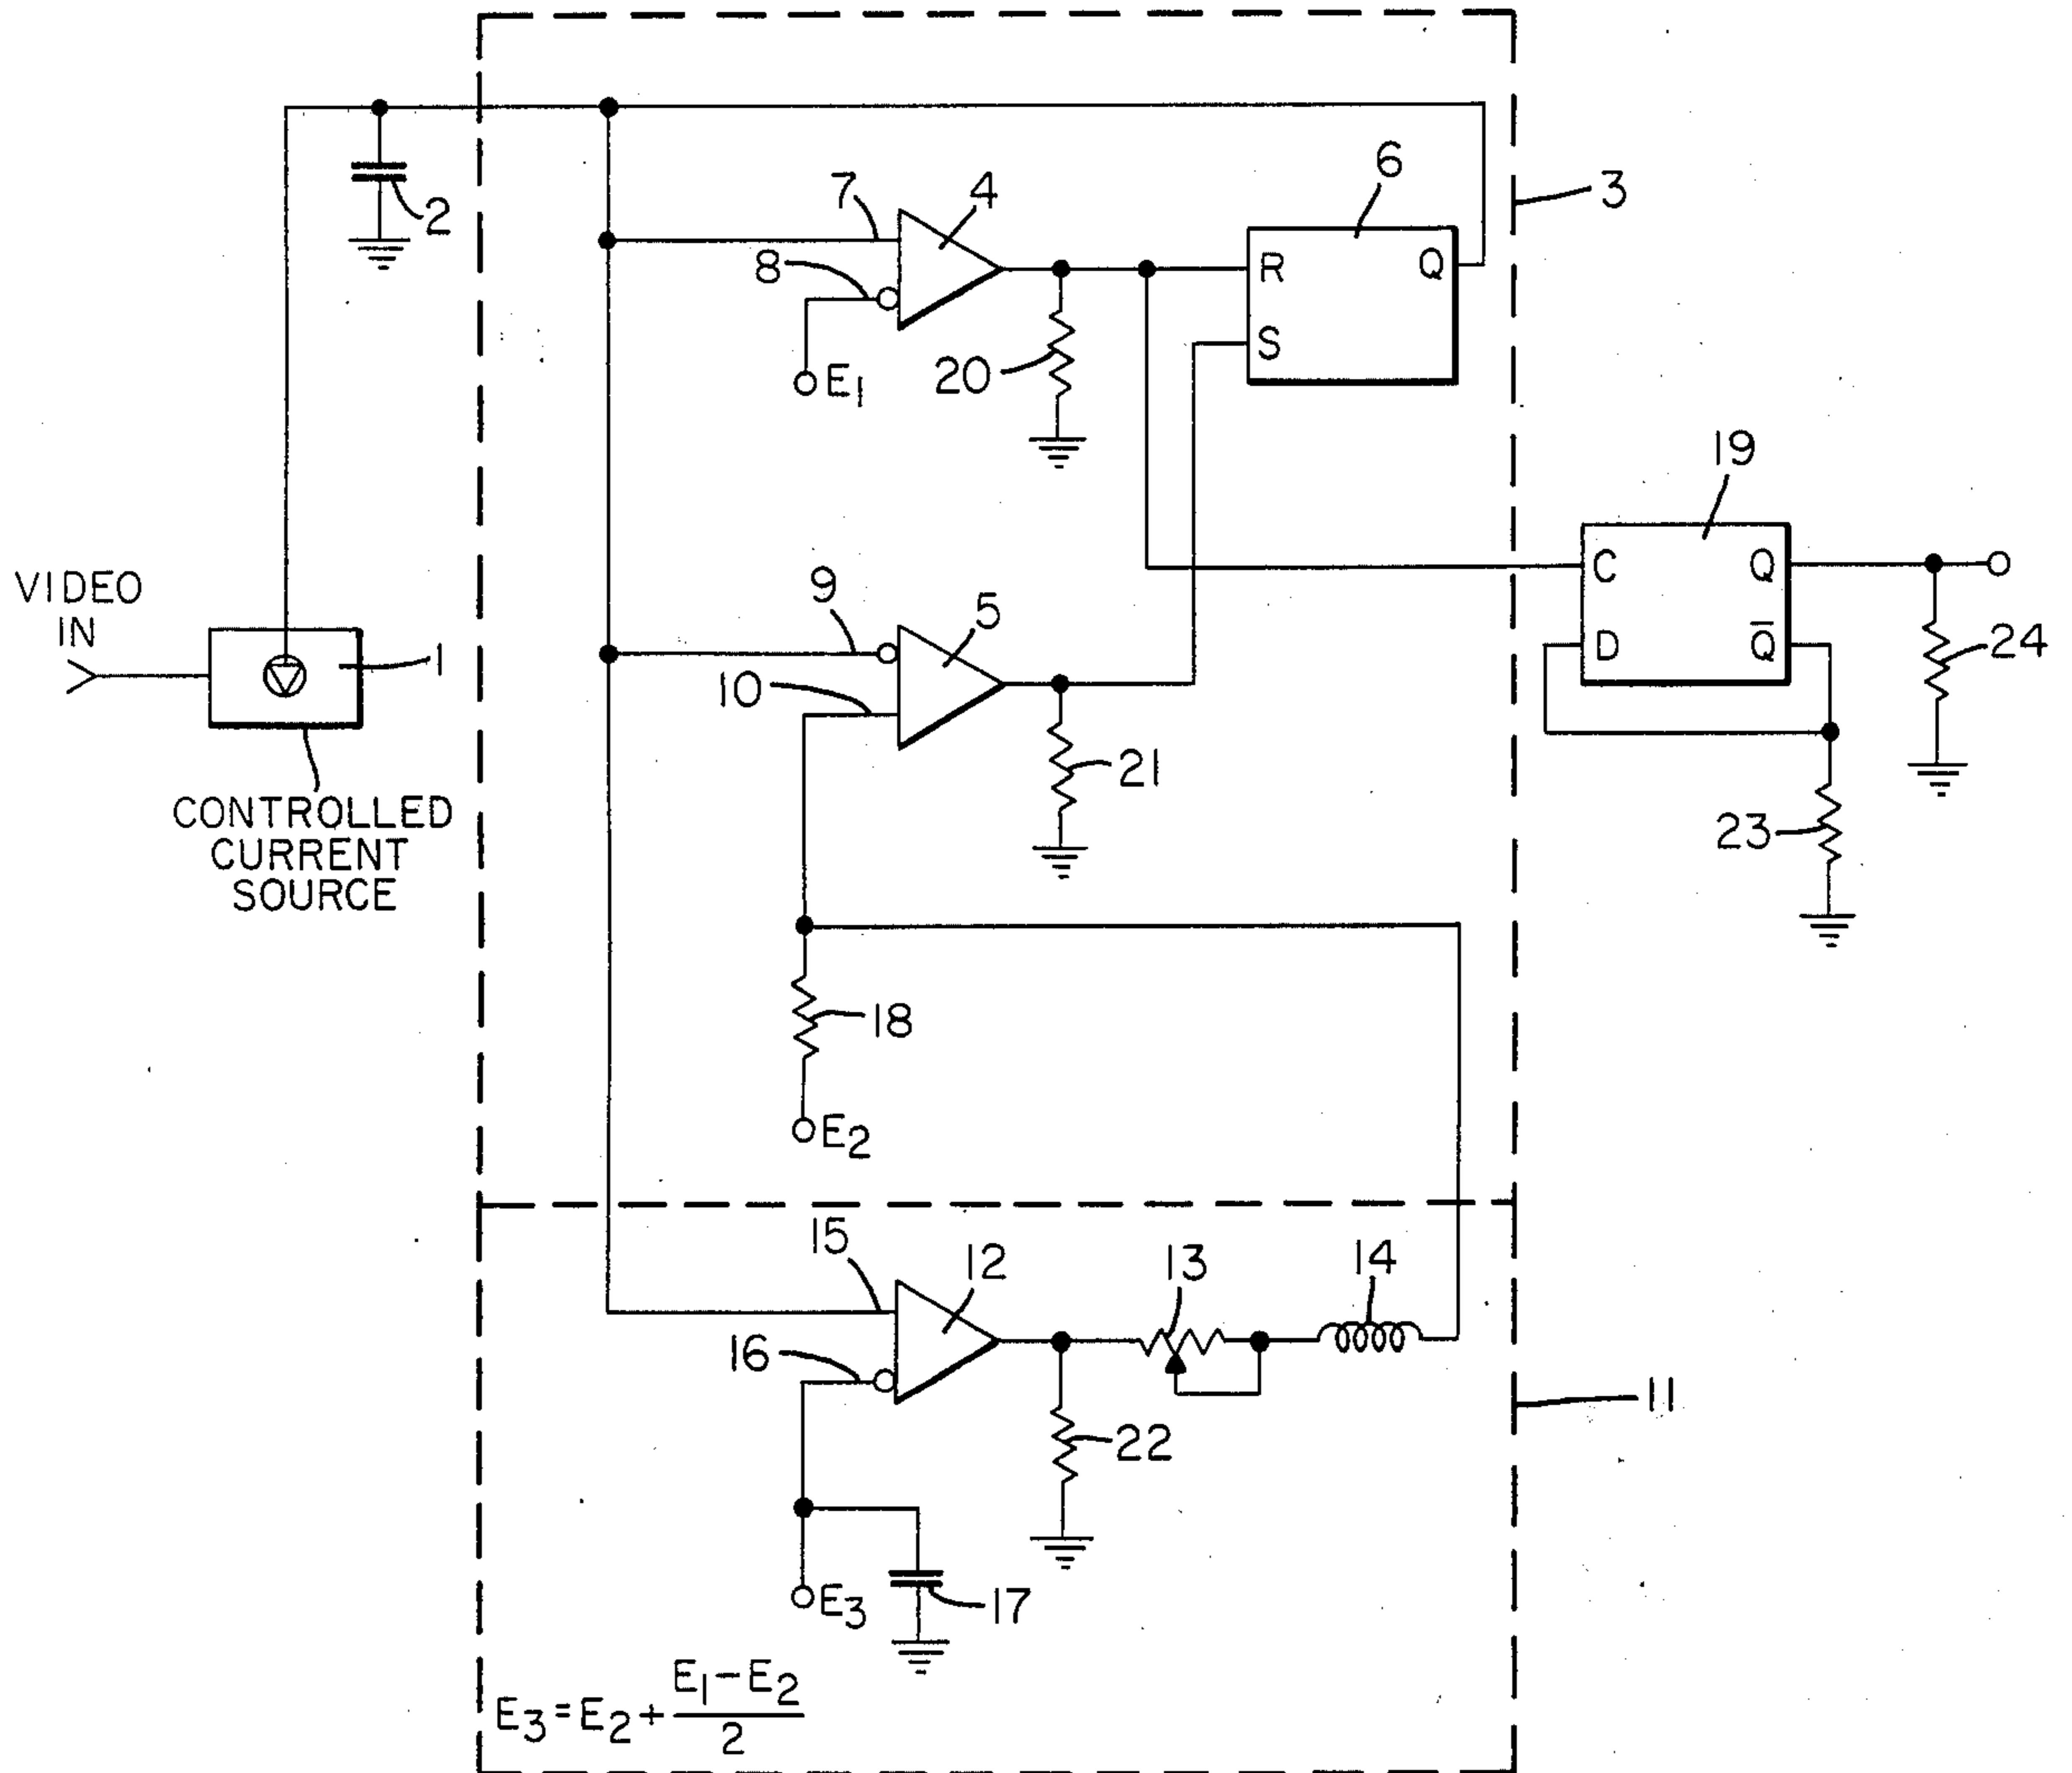 6
3
7
4
2
8
R
Q
S
E1
20
19
VIDEO
IN
C
Q
9
5
D
Q̄
24
1
10
21
CONTROLLED
CURRENT
SOURCE
23
18
E2
15
12
13
14
16
11
22
E3
17
E3=E2+(E1-E2)/2